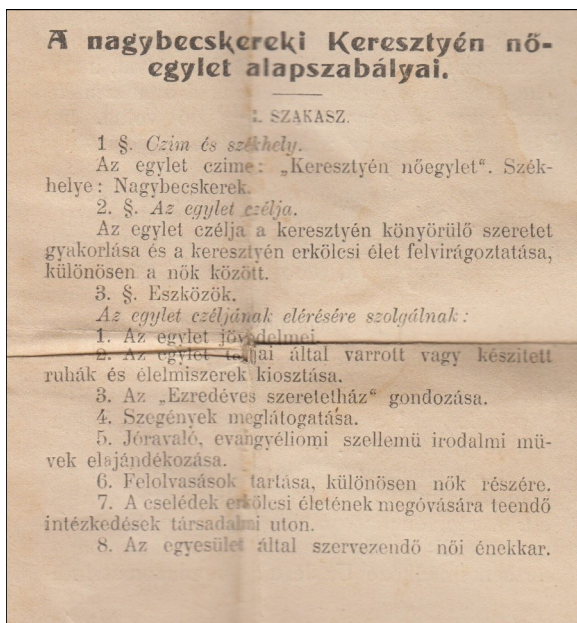 A nagybecskereki Keresztyén nő-
egylet alapszabályai.
I. SZAKASZ.
1 §. Czim és székhely.
Az egylet czime: „Keresztyén nőegylet“. Szék-
helye: Nagybecskerek.
2. §. Az egylet czélja.
Az egylet czélja a keresztyén könyörülő szeretet
gyakorlása és a keresztyén erkölcsi élet felvirágoztatása,
különösen a nők között.
3. §. Eszközök.
Az egylet czéljának elérésére szolgálnak:
1. Az egylet jövedelmei.
2. Az egylet tagjai által varrott vagy készitett
ruhák és élelmiszerek kiosztása.
3. Az „Ezredéves szeretetház“ gondozása.
4. Szegények meglátogatása.
5. Jóravaló, evangyéliomi szellemü irodalmi mü-
vek elajándékozása.
6. Felolvasások tartása, különösen nők részére.
7. A cselédek erkölcsi életének megóvására teendő
intézkedések társadalmi uton.
8. Az egyesület által szervezendő női énekkar.